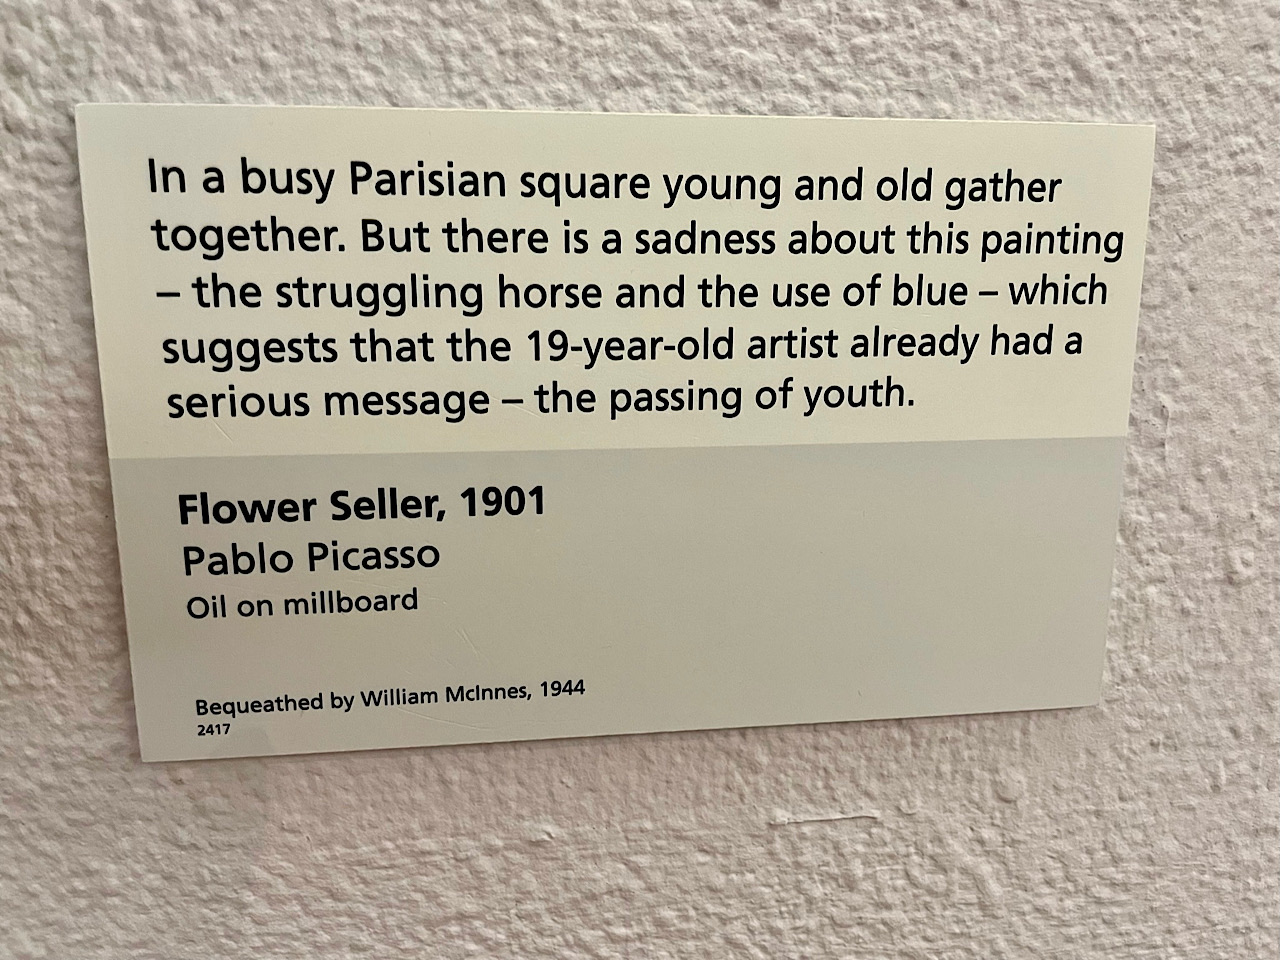 In a busy Parisian square young and old gather
together. But there is a sadness about this painting
– the struggling horse and the use of blue – which
suggests that the 19-year-old artist already had a
serious message – the passing of youth.
Flower Seller, 1901
Pablo Picasso
Oil on millboard
Bequeathed by William McInnes, 1944
2417